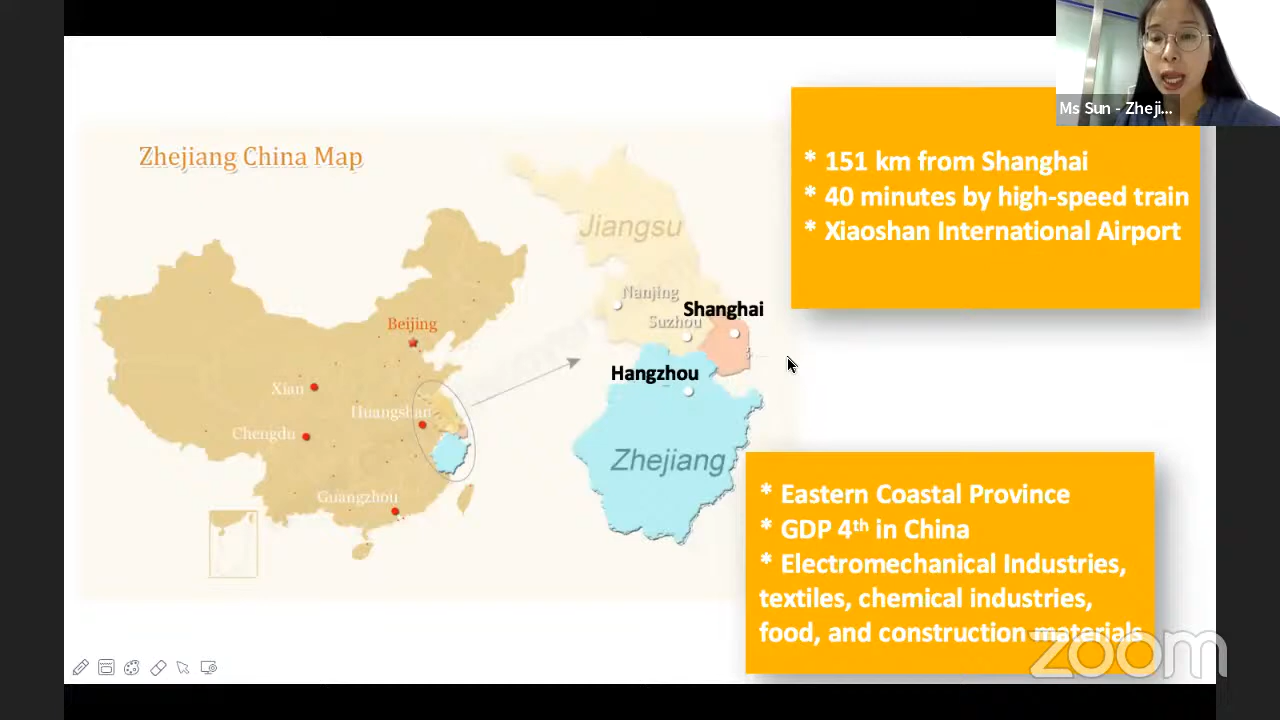 Ms Sun - Zheji...
Zhejiang China Map
* 151 km from Shanghai
* 40 minutes by high-speed train
* Xiaoshan International Airport
Jiangsu
Nanjing
Shanghai
Suzhou
Beijing
Hangzhou
Xian
Huangshan
Chengdu
Zhejiang
Guangzhou
* Eastern Coastal Province
* GDP 4th in China
* Electromechanical Industries,
textiles, chemical industries,
food, and construction materials
zoom